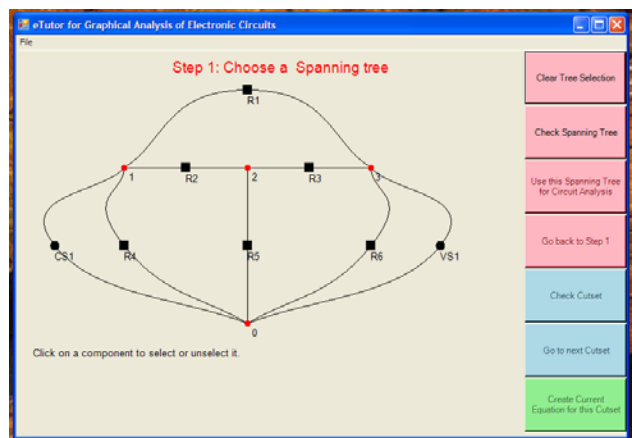 eTutor for Graphical Analysis of Electronic Circuits
File
Step 1: Choose a Spanning tree
R1
1
R2
2
R3
3
CS1
R4
R5
R6
VS1
0
Click on a component to select or unselect it.
Clear Tree Selection
Check Spanning Tree
Use this Spanning Tree
for Circuit Analysis
Go back to Step 1
Check Cutset
Go to next Cutset
Create Current
Equation for this Cutset